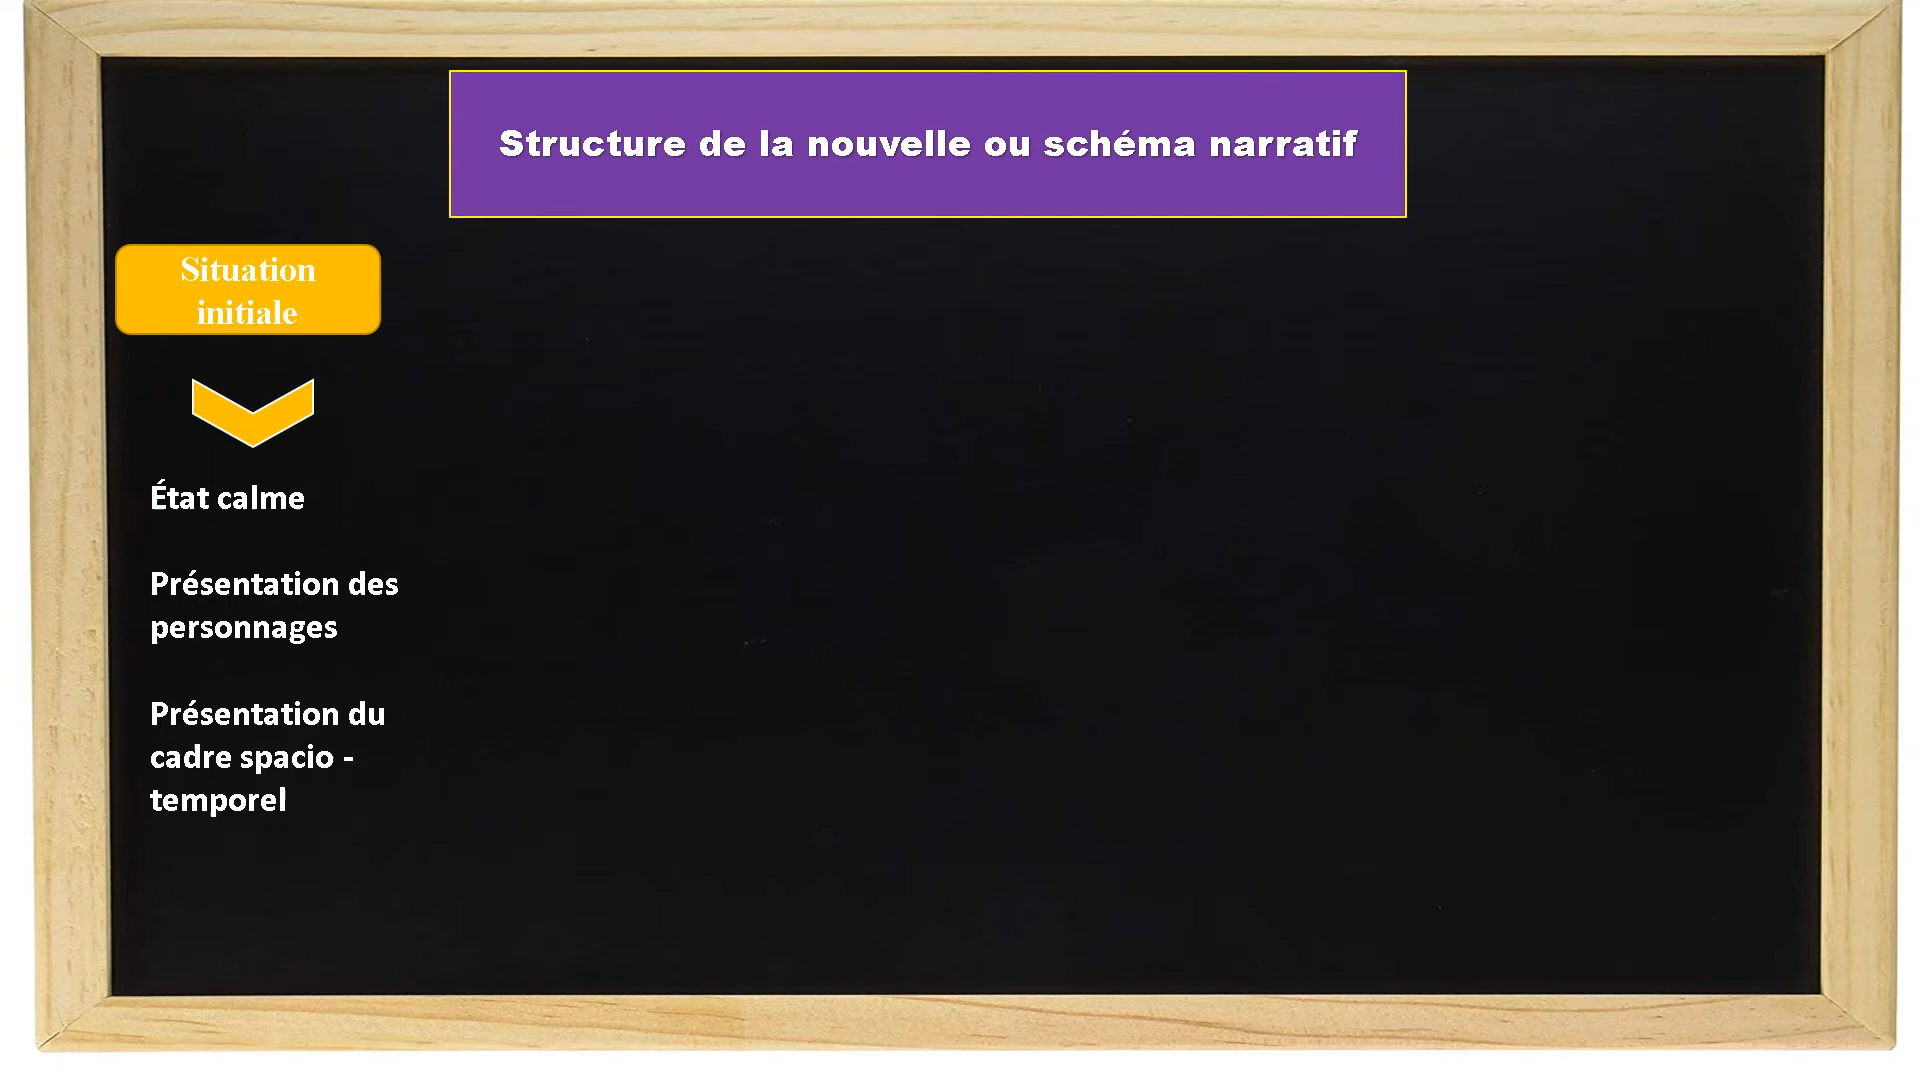 Structure de la nouvelle ou schéma narratif
Situation
initiale
État calme
Présentation des
personnages
Présentation du
cadre spacio -
temporel